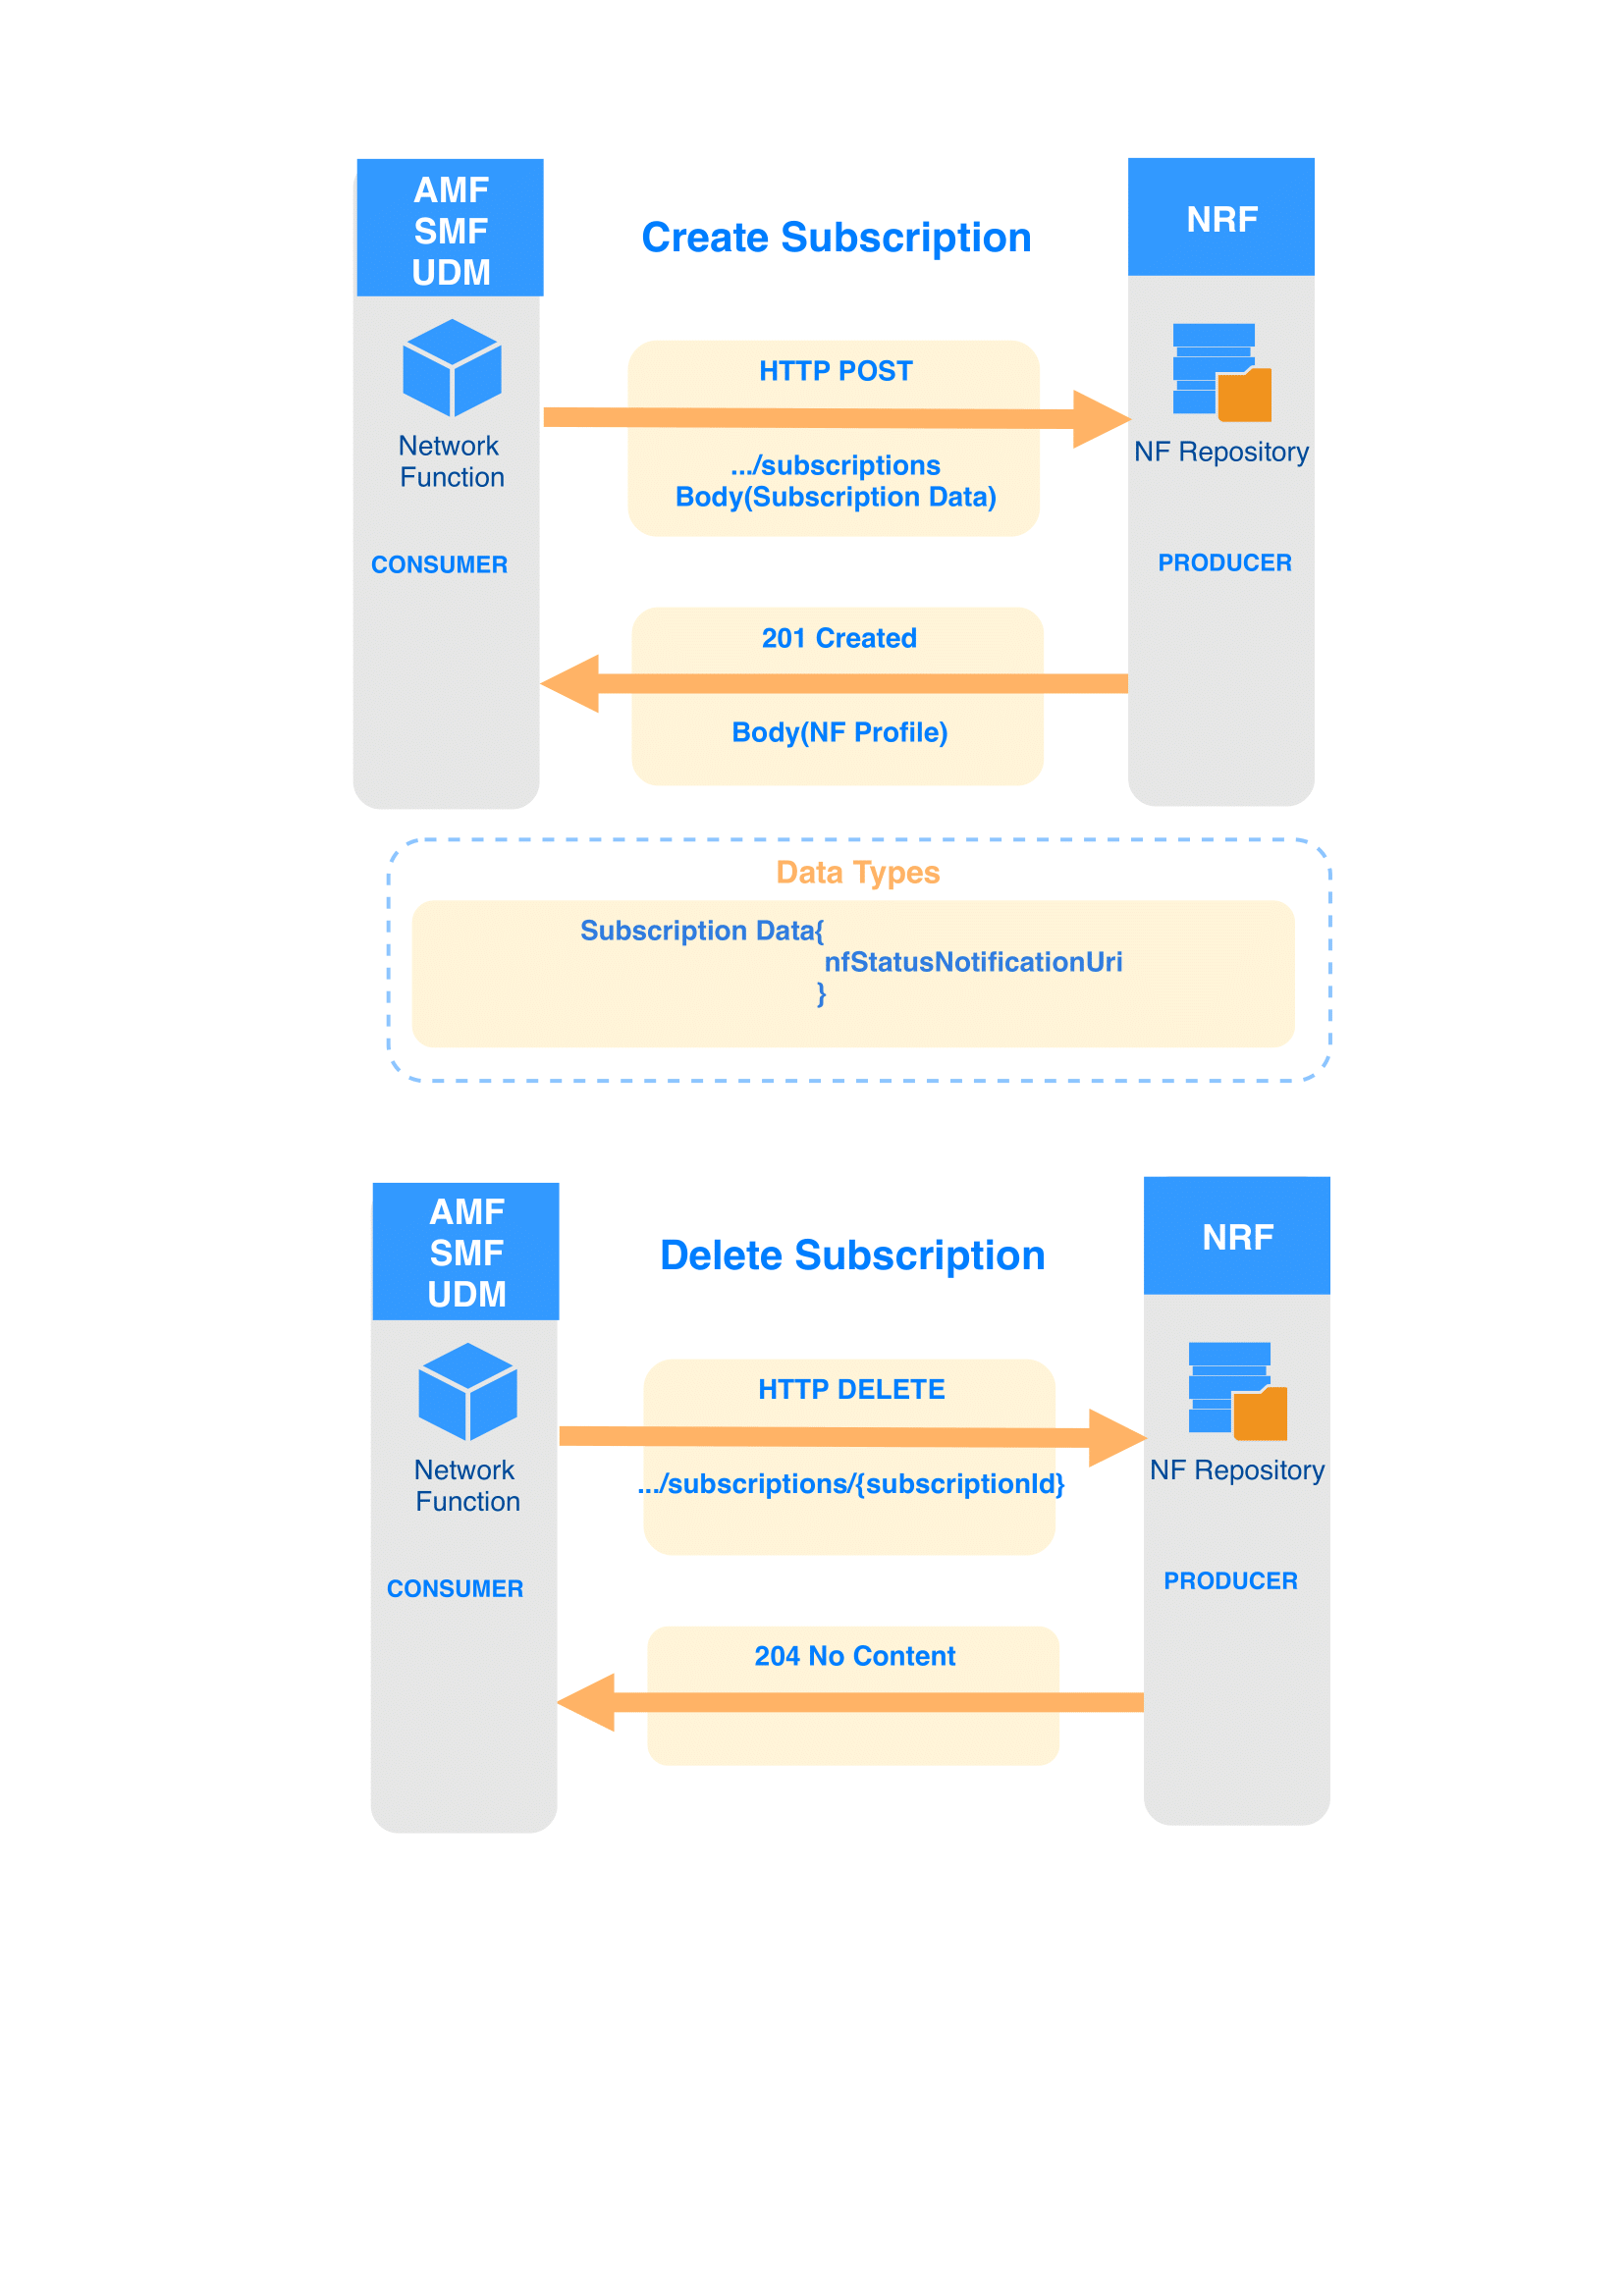 AMF
SMF
UDM
Create Subscription
NRF
HTTP POST
Network
Function
NF Repository
.../subscriptions
Body(Subscription Data)
CONSUMER
PRODUCER
201 Created
Body(NF Profile)
Data Types
Subscription Data{
nfStatusNotificationUri
}
AMF
SMF
UDM
Delete Subscription
NRF
HTTP DELETE
Network
Function
NF Repository
.../subscriptions/{subscriptionId}
CONSUMER
PRODUCER
204 No Content